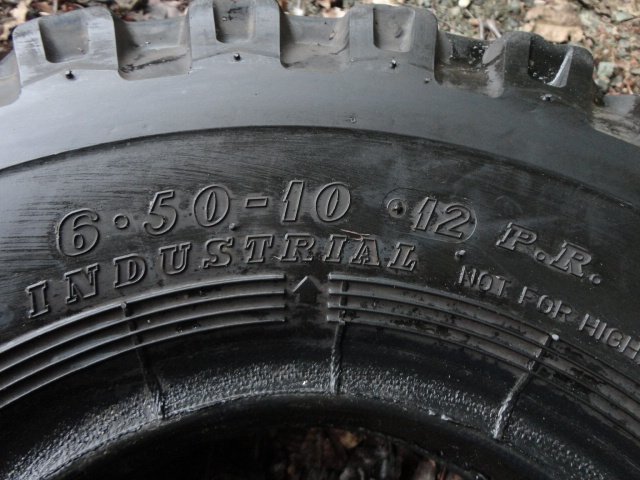 6·50-10 ·12 P.R.
INDUSTRIAL
NOT FOR HIGH